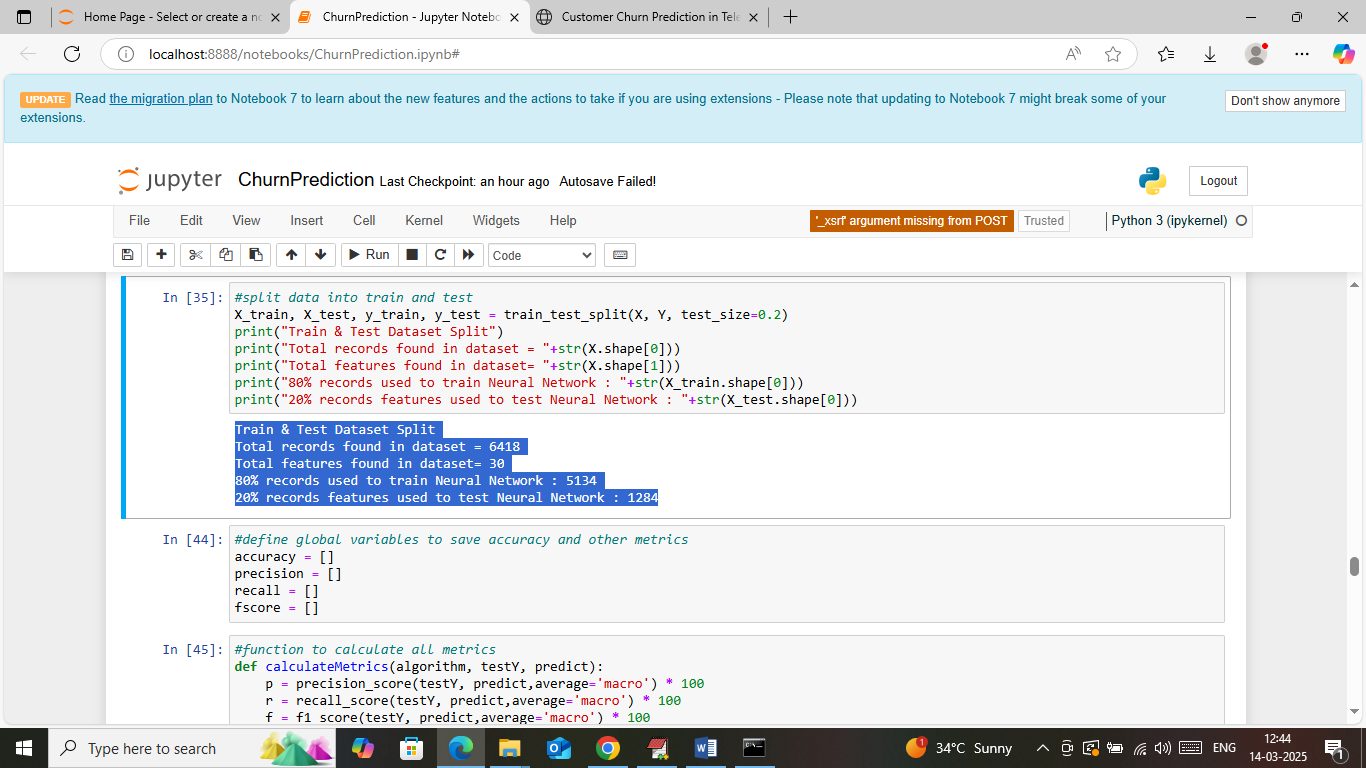 Home Page - Select or create a no
ChurnPrediction - Jupyter Notebo
Customer Churn Prediction in Tele
localhost:8888/notebooks/ChurnPrediction.ipynb#
UPDATE Read the migration plan to Notebook 7 to learn about the new features and the actions to take if you are using extensions - Please note that updating to Notebook 7 might break some of your
extensions.
Don't show anymore
jupyter ChurnPrediction Last Checkpoint: an hour ago Autosave Failed!
Logout
File Edit View Insert Cell Kernel Widgets Help
'_xsrf' argument missing from POST
Trusted
Python 3 (ipykernel)
Run
Code
In [35]:
#split data into train and test
X_train, X_test, y_train, y_test = train_test_split(X, Y, test_size=0.2)
print("Train & Test Dataset Split")
print("Total records found in dataset = "+str(X.shape[0]))
print("Total features found in dataset= "+str(X.shape[1]))
print("80% records used to train Neural Network : "+str(X_train.shape[0]))
print("20% records features used to test Neural Network : "+str(X_test.shape[0]))
Train & Test Dataset Split
Total records found in dataset = 6418
Total features found in dataset= 30
80% records used to train Neural Network : 5134
20% records features used to test Neural Network : 1284
In [44]:
#define global variables to save accuracy and other metrics
accuracy = []
precision = []
recall = []
fscore = []
In [45]:
#function to calculate all metrics
def calculateMetrics(algorithm, testY, predict):
    p = precision_score(testY, predict,average='macro') * 100
    r = recall_score(testY, predict,average='macro') * 100
    f = f1_score(testY, predict,average='macro') * 100
Type here to search
1
34°C Sunny
ENG
12:44
14-03-2025
1